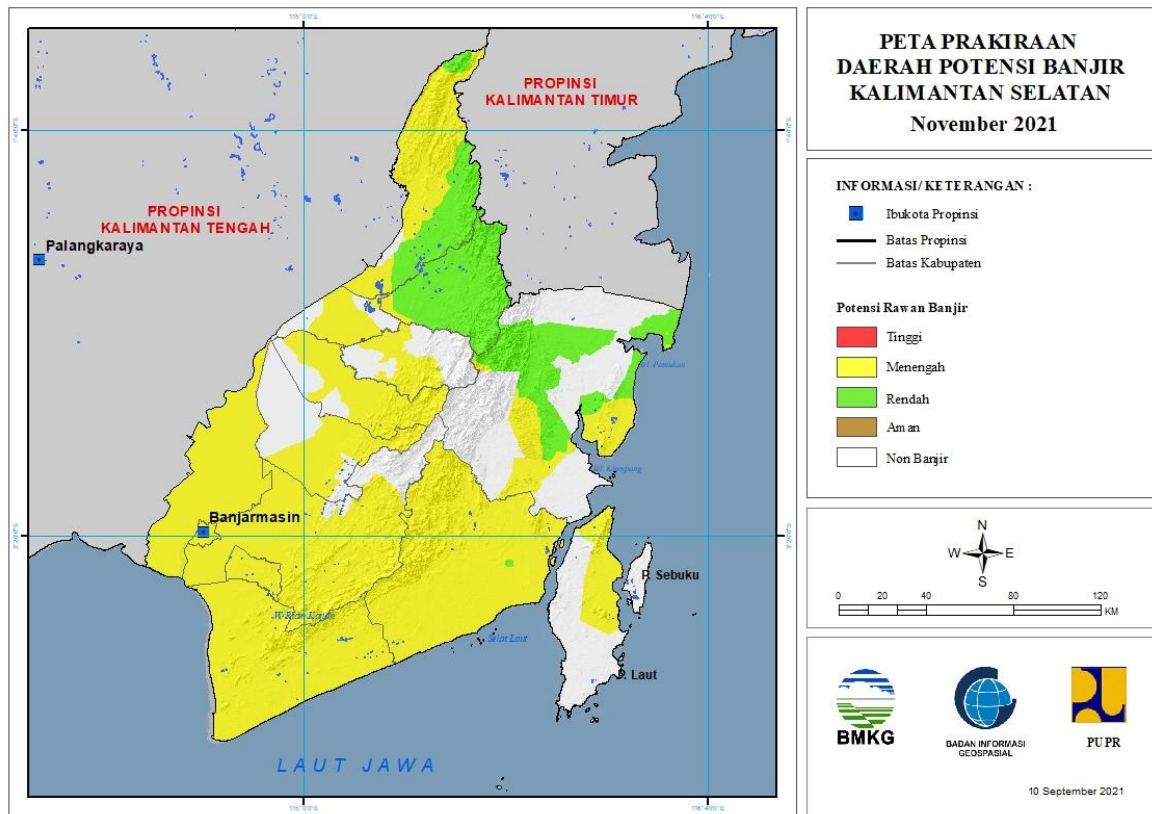 PETA PRAKIRAAN
DAERAH POTENSI BANJIR
KALIMANTAN SELATAN
November 2021
INFORMASI/ KETERANGAN :
Ibukota Propinsi
Batas Propinsi
Batas Kabupaten
Potensi Rawan Banjir
Tinggi
Menengah
Rendah
Aman
Non Banjir
N
W E
S
0 20 40 80 120
KM
BMKG
BADAN INFORMASI
GEOSPASIAL
PUPR
10 September 2021
PROPINSI
KALIMANTAN TIMUR
PROPINSI
KALIMANTAN TENGAH
Palangkaraya
Banjarmasin
P. Sebuku
Selat Laut
P. Laut
LAUT JAWA